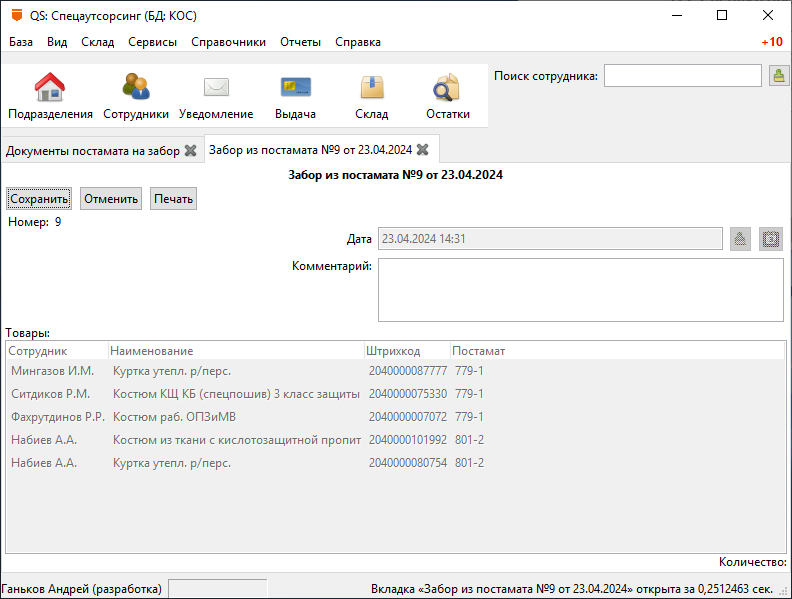 QS: Спецаутсорсинг (БД: КОС)
База Вид Склад Сервисы Справочники Отчеты Справка +10
Подразделения Сотрудники Уведомление Выдача Склад Остатки Поиск сотрудника:
Документы постамата на забор Забор из постамата №9 от 23.04.2024
Забор из постамата №9 от 23.04.2024
Сохранить Отменить Печать
Номер: 9
Дата 23.04.2024 14:31
Комментарий:
Товары:
Сотрудник Наименование Штрихкод Постамат
Мингазов И.М. Куртка утепл. р/перс. 2040000087777 779-1
Ситдиков Р.М. Костюм КЩ КБ (спецпошив) 3 класс защиты 2040000075330 779-1
Фахрутдинов Р.Р. Костюм раб. ОПЗиМВ 2040000007072 779-1
Набиев А.А. Костюм из ткани с кислотозащитной пропит 2040000101992 801-2
Набиев А.А. Куртка утепл. р/перс. 2040000080754 801-2
Количество:
Ганьков Андрей (разработка) Вкладка «Забор из постамата №9 от 23.04.2024» открыта за 0,2512463 сек.